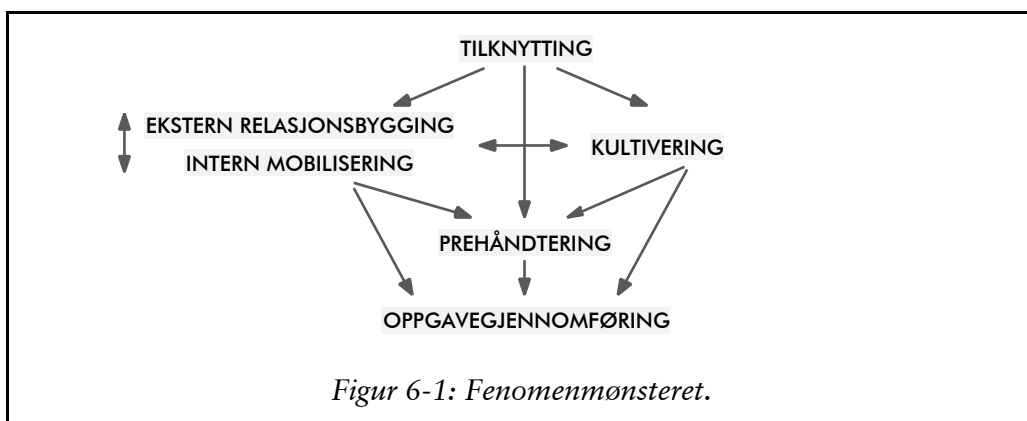 TILKNYTTING
EKSTERN RELASJONSBYGGING
INTERN MOBILISERING
KULTIVERING
PREHÅNDTERING
OPPGAVEGJENNOMFØRING
Figur 6-1: Fenomenmønsteret.